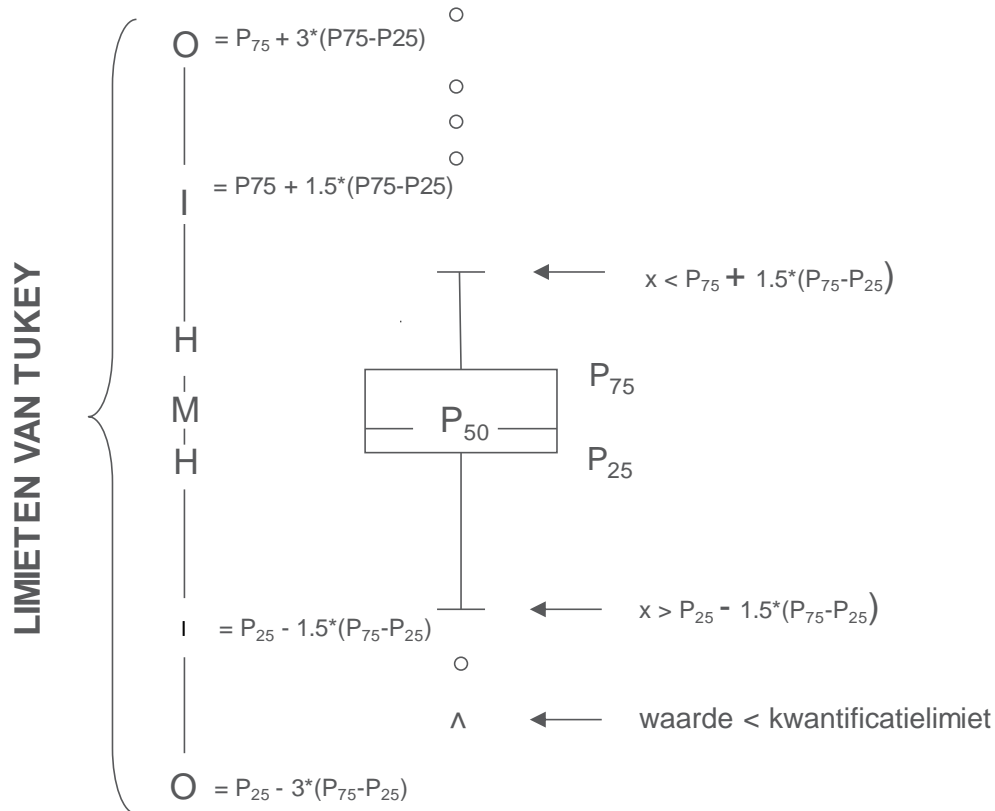 LIMIETEN VAN TUKEY
O = P75 + 3*(P75-P25)
I = P75 + 1.5*(P75-P25)
x < P75 + 1.5*(P75-P25)
H
P75
M
P50
H
P25
x > P25 - 1.5*(P75-P25)
I = P25 - 1.5*(P75-P25)
^ waarde < kwantificatielimiet
O = P25 - 3*(P75-P25)